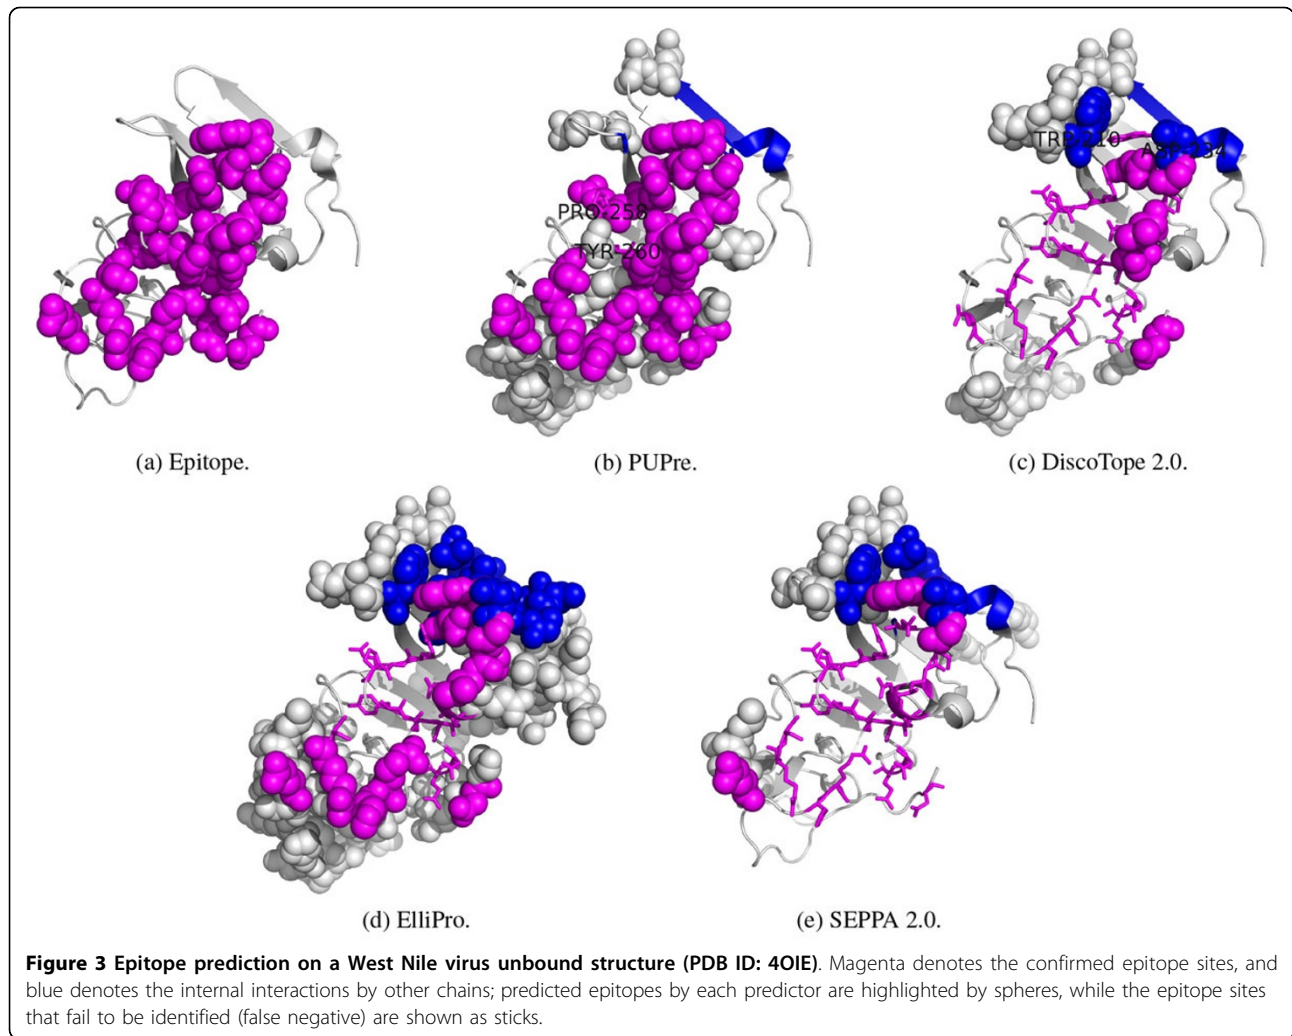 PRO-258
TYR-260
TRP-210
ASP-234
(a) Epitope.
(b) PUPre.
(c) DiscoTope 2.0.
(d) ElliPro.
(e) SEPPA 2.0.
Figure 3 Epitope prediction on a West Nile virus unbound structure (PDB ID: 4OIE). Magenta denotes the confirmed epitope sites, and
blue denotes the internal interactions by other chains; predicted epitopes by each predictor are highlighted by spheres, while the epitope sites
that fail to be identified (false negative) are shown as sticks.